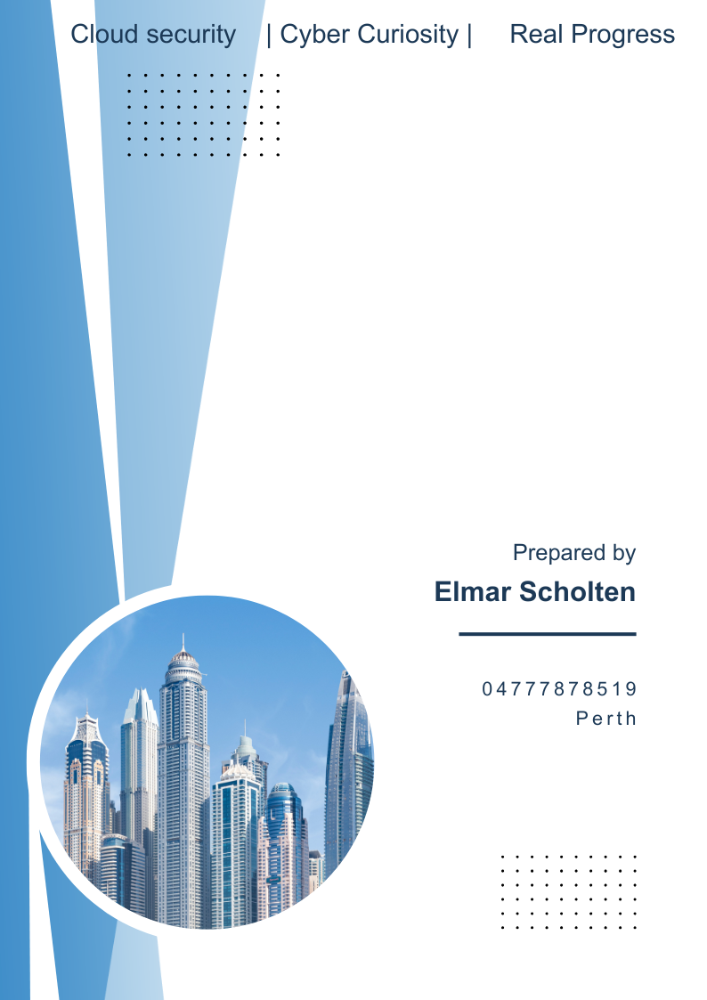 Cloud security | Cyber Curiosity | Real Progress
Prepared by
Elmar Scholten
04777878519
Perth